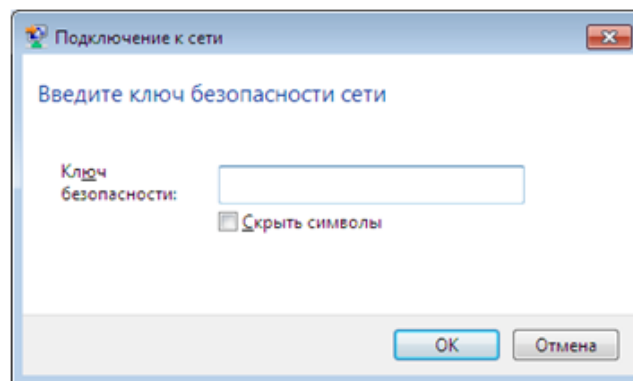 Подключение к сети
Введите ключ безопасности сети
Ключ
безопасности:
Скрыть символы
OK
Отмена